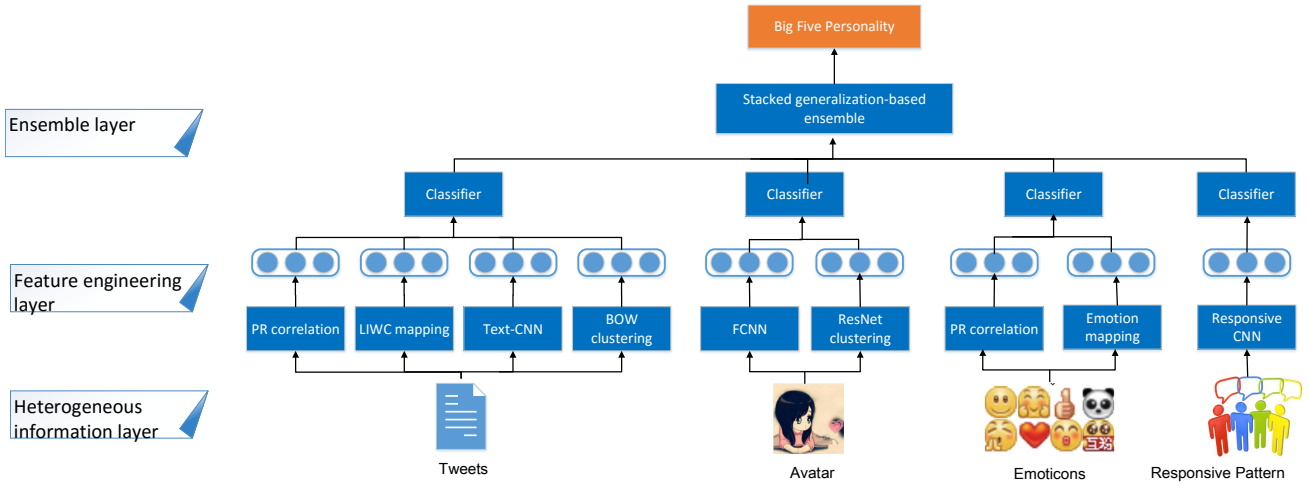 Big Five Personality
Stacked generalization-based
ensemble
Ensemble layer
Classifier
Classifier
Classifier
Classifier
Feature engineering
layer
PR correlation
LIWC mapping
Text-CNN
BOW
clustering
FCNN
ResNet
clustering
PR correlation
Emotion
mapping
Responsive
CNN
Heterogeneous
information layer
互粉
Tweets
Avatar
Emoticons
Responsive Pattern